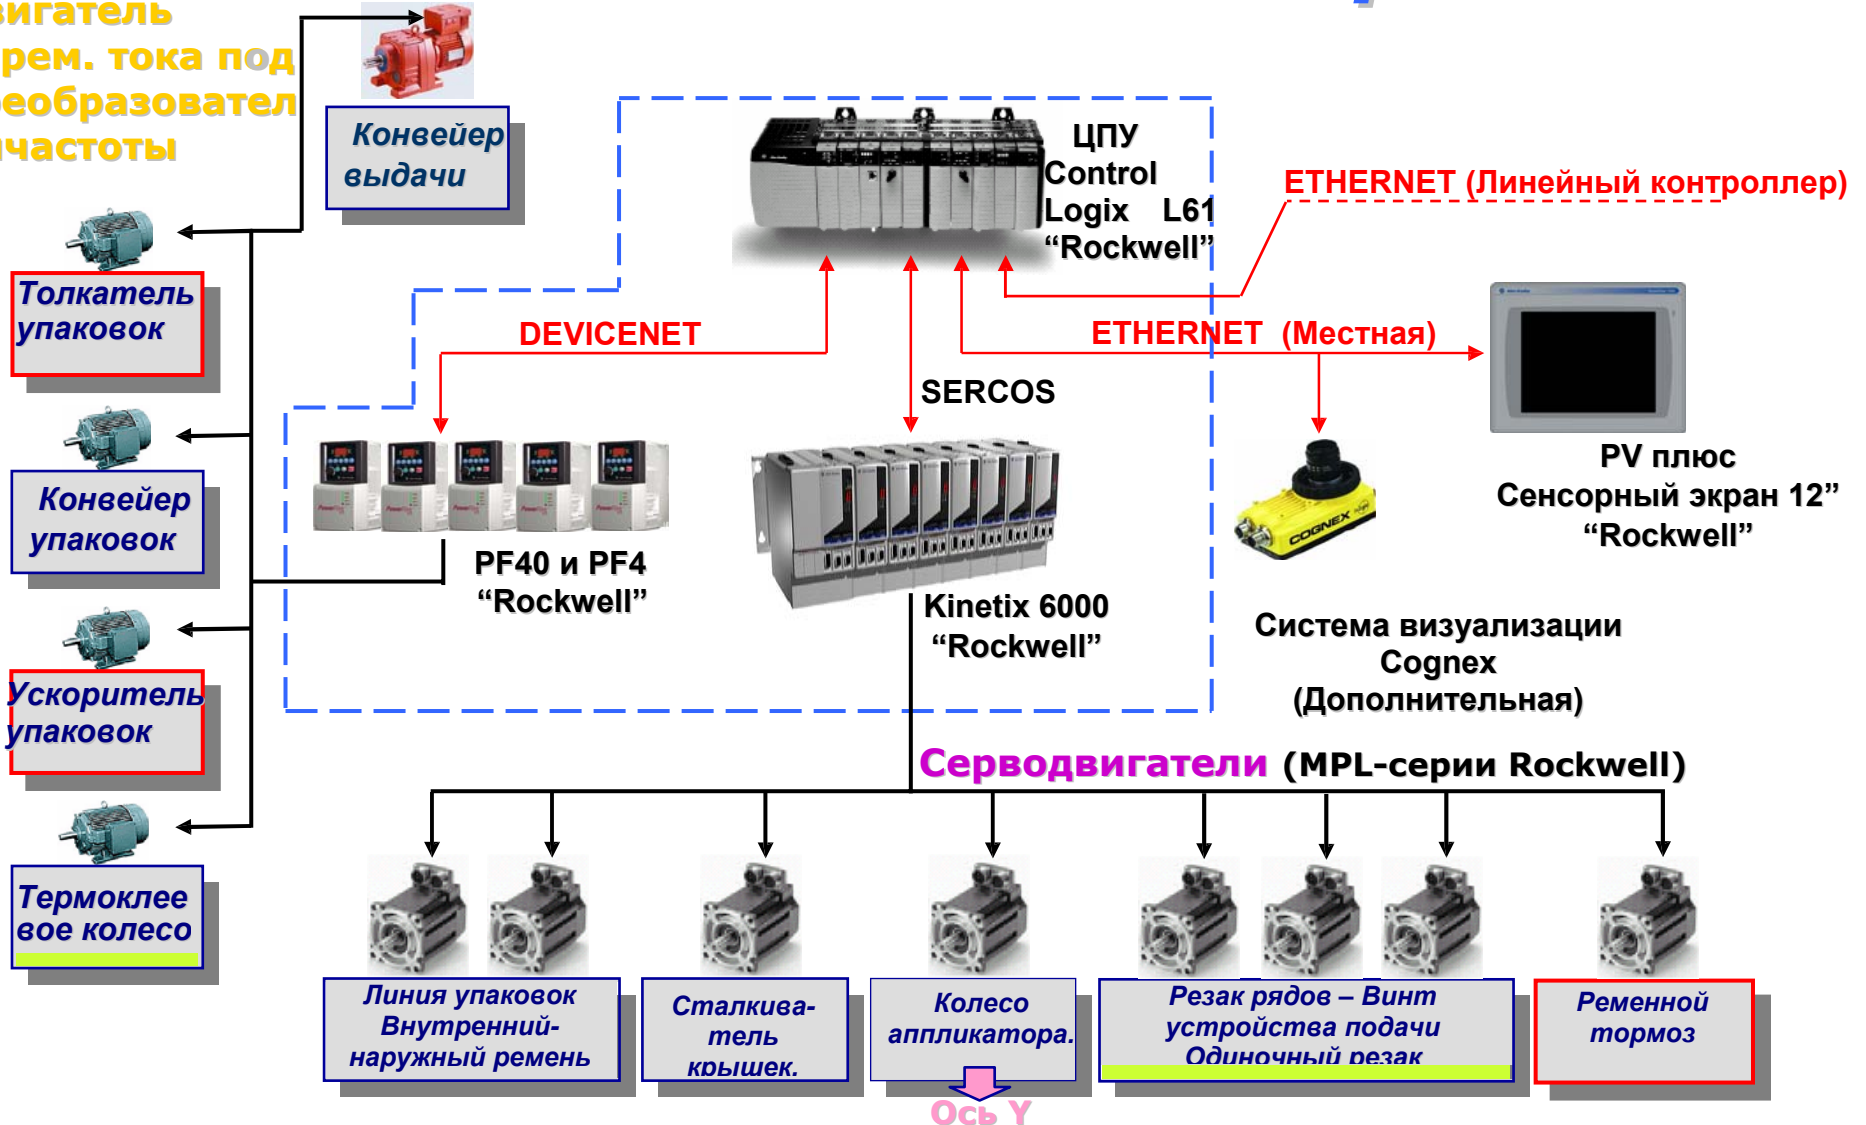 вигатель
рем. тока под
реобразовател
частоты
Конвейер
выдачи
ЦПУ
Control
Logix L61
“Rockwell”
ETHERNET (Линейный контроллер)
Толкатель
упаковок
DEVICENET
ETHERNET (Местная)
SERCOS
Конвейер
упаковок
PF40 и PF4
“Rockwell”
Kinetix 6000
“Rockwell”
COGNEX
PV плюс
Сенсорный экран 12”
“Rockwell”
Система визуализации
Cognex
(Дополнительная)
Ускоритель
упаковок
Серводвигатели (MPL-серии Rockwell)
Термоклее
вое колесо
Линия упаковок
Внутренний-
наружный ремень
Сталкива-
тель
крышек.
Колесо
аппликатора.
Резак рядов – Винт
устройства подачи
Одиночный резак
Ременной
тормоз
Ось Y